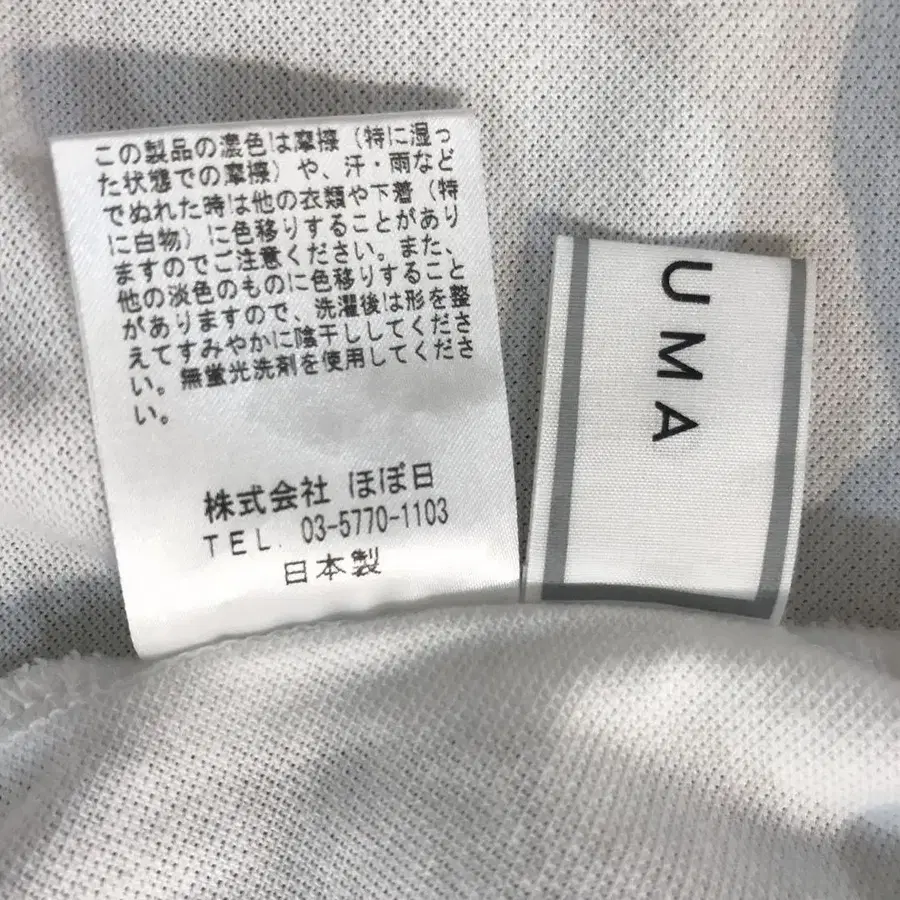 この製品の濃色は摩擦（特に湿っ
た状態での摩擦）や、汗・雨など
でぬれた時は他の衣類や下着（特
に白物）に色移りすることがあり
ますのでご注意ください。また、
他の淡色のものに色移りすること
がありますので、洗濯後は形を整
えてすみやかに陰干ししてくださ
い。無蛍光洗剤を使用してくださ
い。
株式会社 ほぼ日
TEL. 03-5770-1103
日本製
UMA